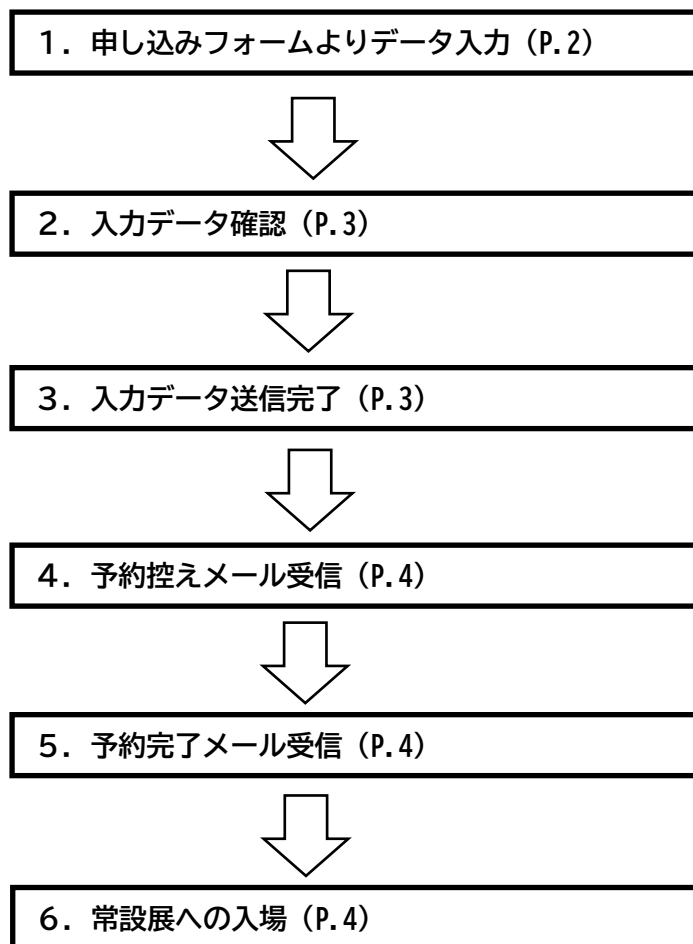 １．申し込みフォームよりデータ入力（P.2）
２．入力データ確認（P.3）
３．入力データ送信完了（P.3）
４．予約控えメール受信（P.4）
５．予約完了メール受信（P.4）
６．常設展への入場（P.4）